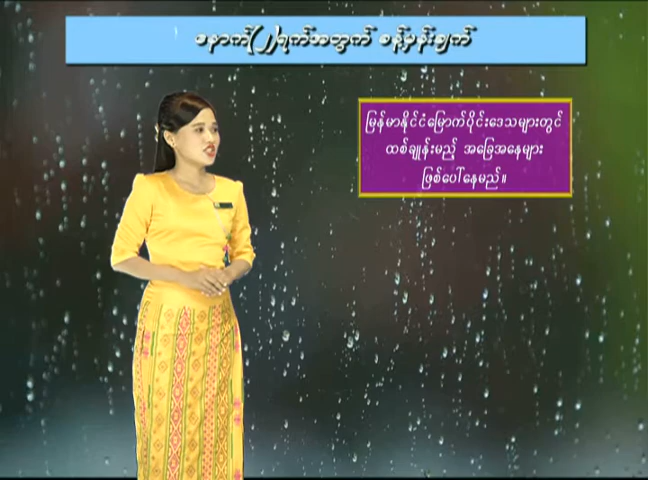 နောက်(၂)ရက်အတွက် ခန့်မှန်းချက်
မြန်မာနိုင်ငံမြောက်ပိုင်းဒေသများတွင်
ထစ်ချုန်းမည့် အခြေအနေများ
ဖြစ်ပေါ်နေမည်။